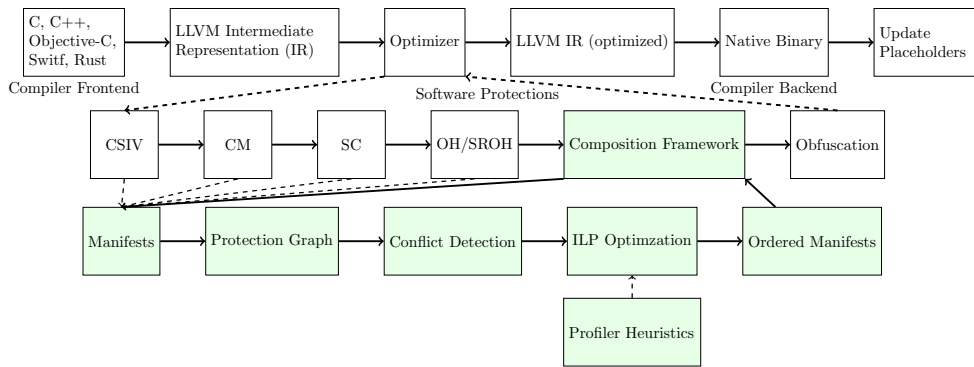 C, C++,
Objective-C,
Switf, Rust
LLVM Intermediate
Representation (IR)
Optimizer
LLVM IR (optimized)
Native Binary
Update
Placeholders
Compiler Frontend
Software Protections
Compiler Backend
CSIV
CM
SC
OH/SROH
Composition Framework
Obfuscation
Manifests
Protection Graph
Conflict Detection
ILP Optimzation
Ordered Manifests
Profiler Heuristics